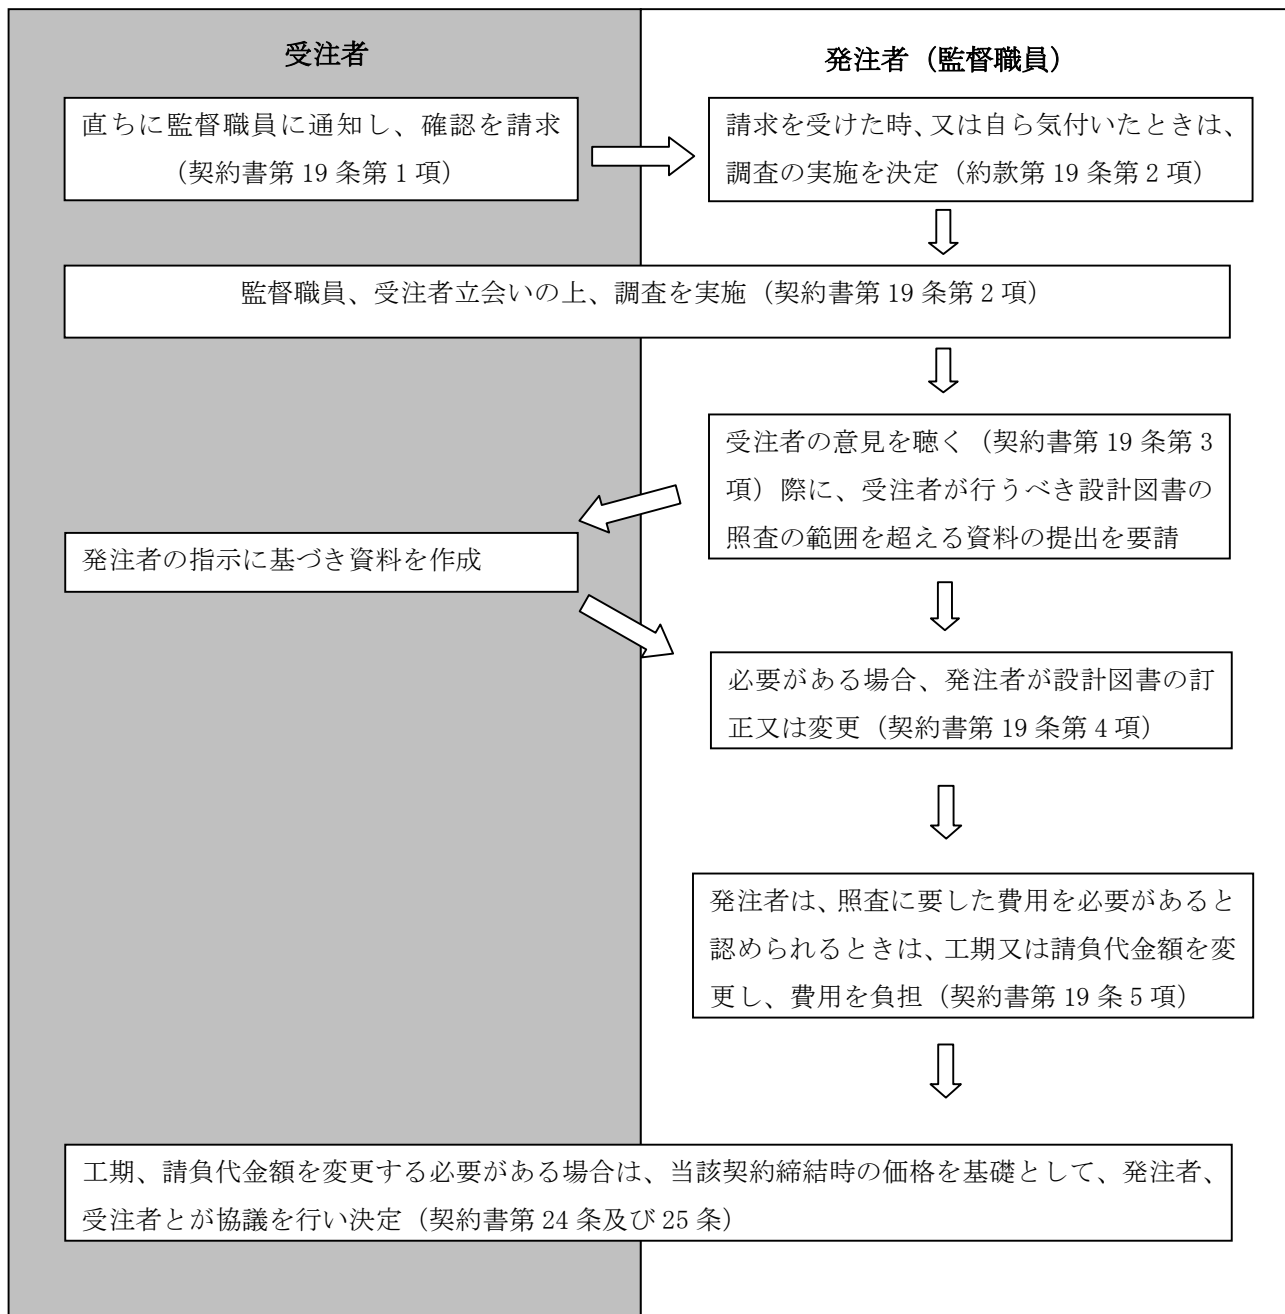 受注者
発注者（監督職員）
直ちに監督職員に通知し、確認を請求
（契約書第 19 条第 1 項）
請求を受けた時、又は自ら気付いたときは、
調査の実施を決定（約款第 19 条第 2 項）
監督職員、受注者立会いの上、調査を実施（契約書第 19 条第 2 項）
受注者の意見を聴く（契約書第 19 条第 3
項）際に、受注者が行うべき設計図書の
照査の範囲を超える資料の提出を要請
発注者の指示に基づき資料を作成
必要がある場合、発注者が設計図書の訂
正又は変更（契約書第 19 条第 4 項）
発注者は、照査に要した費用を必要があると
認められるときは、工期又は請負代金額を変
更し、費用を負担（契約書第 19 条 5 項）
工期、請負代金額を変更する必要がある場合は、当該契約締結時の価格を基礎として、発注者、
受注者とが協議を行い決定（契約書第 24 条及び 25 条）